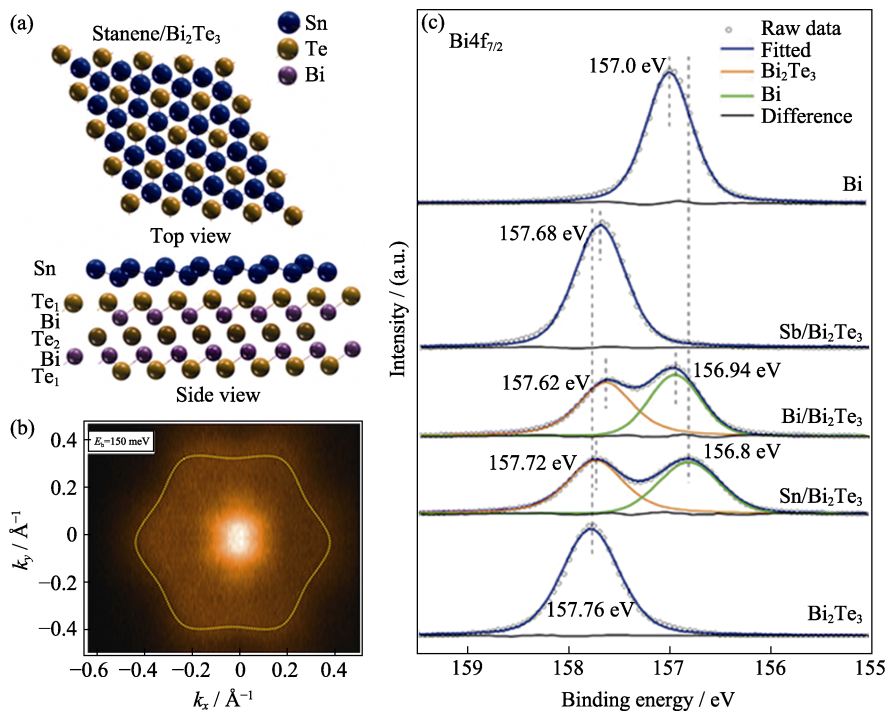 (a)
Stanene/Bi₂Te₃
Sn
Te
Bi
Top view
Sn
Te₁
Bi
Te₂
Bi
Te₁
Side view
(b)
E_b=150 meV
0.4
0.2
0
−0.2
−0.4
k_y / Å⁻¹
−0.6
−0.4
−0.2
0
0.2
0.4
k_x / Å⁻¹
(c)
Bi4f₇/₂
Raw data
Fitted
Bi₂Te₃
Bi
Difference
157.0 eV
Bi
157.68 eV
Sb/Bi₂Te₃
157.62 eV
156.94 eV
Bi/Bi₂Te₃
157.72 eV
156.8 eV
Sn/Bi₂Te₃
157.76 eV
Bi₂Te₃
Intensity / (a.u.)
159
158
157
156
155
Binding energy / eV